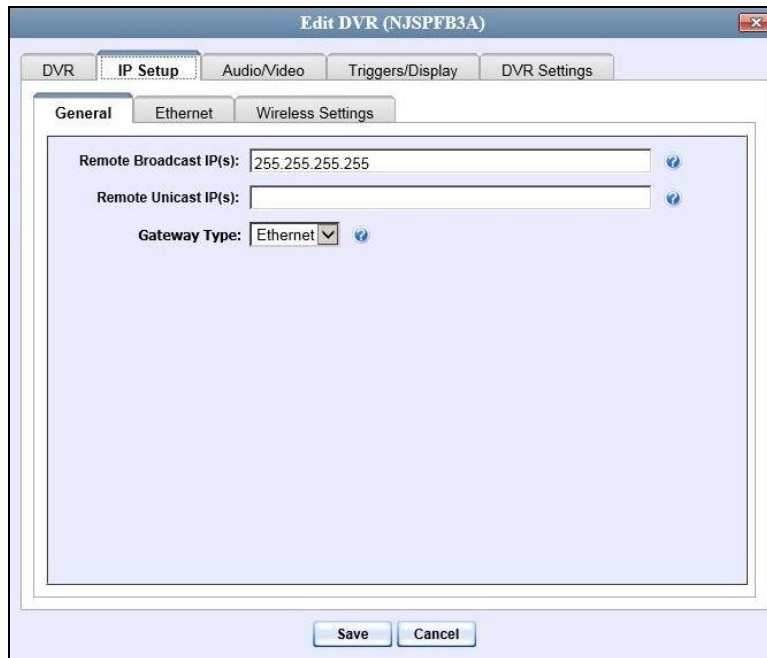 Edit DVR (NJSPFB3A)
DVR IP Setup Audio/Video Triggers/Display DVR Settings
General Ethernet Wireless Settings
Remote Broadcast IP(s): 255.255.255.255
Remote Unicast IP(s):
Gateway Type: Ethernet
Save Cancel